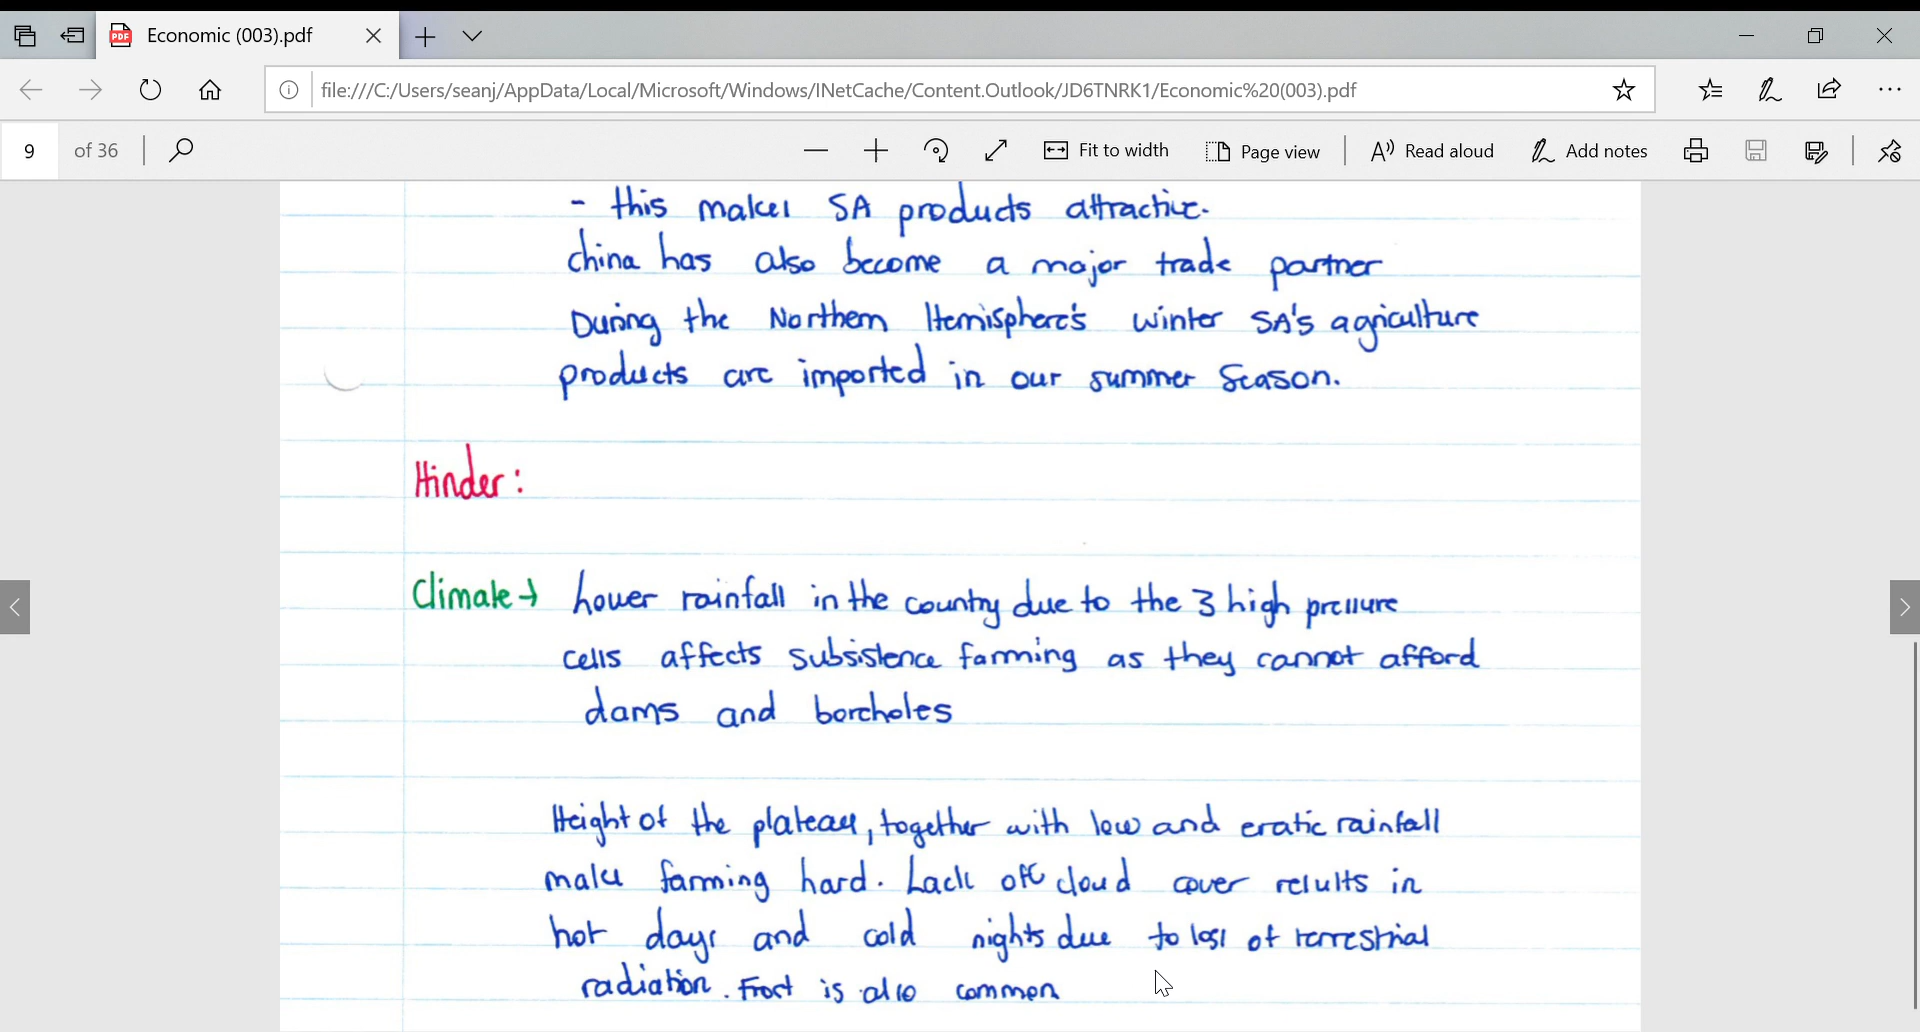 Economic (003).pdf
file:///C:/Users/seanj/AppData/Local/Microsoft/Windows/INetCache/Content.Outlook/JD6TNRK1/Economic%20(003).pdf
9 of 36 Fit to width Page view Read aloud Add notes
- this makes SA products attractive.
China has also become a major trade partner
During the Northern Hemisphere's winter SA's agriculture
products are imported in our summer season.
Hinder:
Climate → Lower rainfall in the country due to the 3 high pressure
cells affects subsistence farming as they cannot afford
dams and boreholes
Height of the plateau, together with low and eratic rainfall
make farming hard. Lack off cloud cover results in
hot days and cold nights due to loss of terrestrial
radiation. Frost is also common